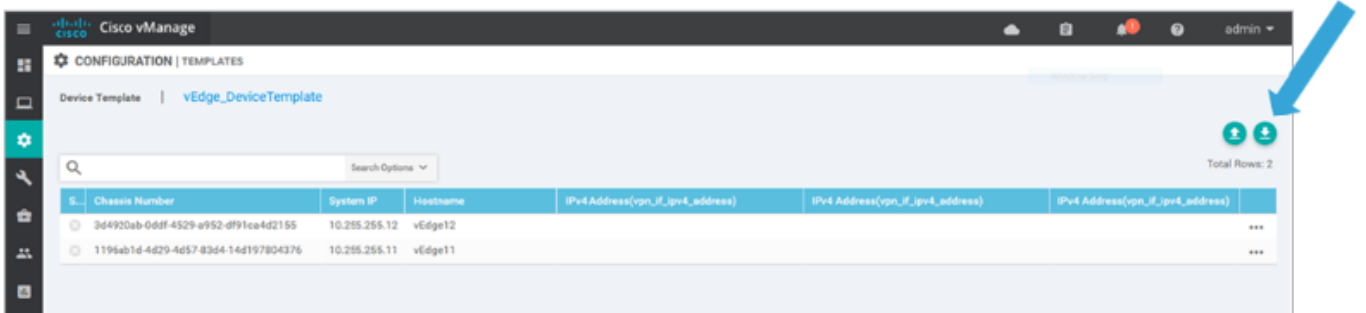 CISCO
Cisco vManage
admin
CONFIGURATION | TEMPLATES
Device Template | vEdge_DeviceTemplate
Search Options
Total Rows: 2
S... Chassis Number System IP Hostname IPv4 Address(vpn_if_ipv4_address) IPv4 Address(vpn_if_ipv4_address) IPv4 Address(vpn_if_ipv4_address)
3d4920ab-0ddf-4529-a952-df91ca4d2155 10.255.255.12 vEdge12
1196ab1d-4d29-4d57-83d4-14d197804376 10.255.255.11 vEdge11